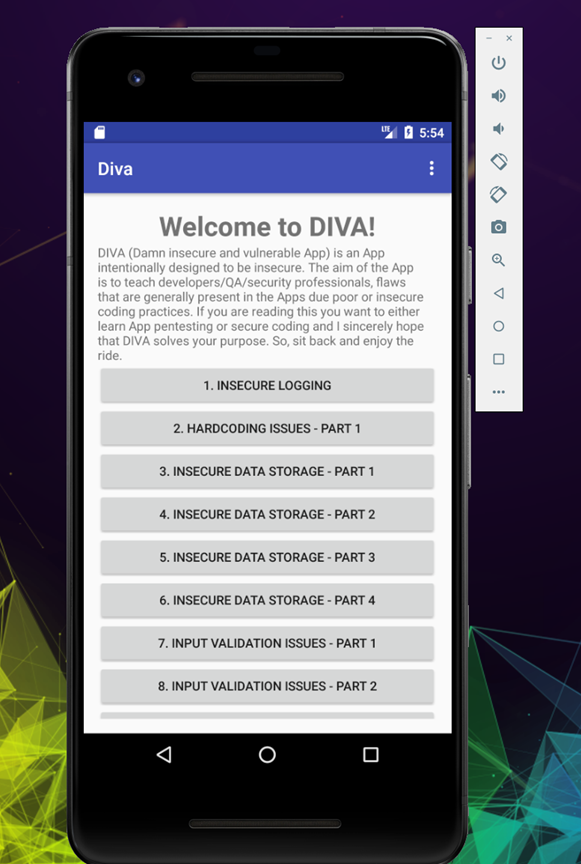 LTE 5:54
Diva
Welcome to DIVA!
DIVA (Damn insecure and vulnerable App) is an App
intentionally designed to be insecure. The aim of the App
is to teach developers/QA/security professionals, flaws
that are generally present in the Apps due poor or insecure
coding practices. If you are reading this you want to either
learn App pentesting or secure coding and I sincerely hope
that DIVA solves your purpose. So, sit back and enjoy the
ride.
1. INSECURE LOGGING
2. HARDCODING ISSUES - PART 1
3. INSECURE DATA STORAGE - PART 1
4. INSECURE DATA STORAGE - PART 2
5. INSECURE DATA STORAGE - PART 3
6. INSECURE DATA STORAGE - PART 4
7. INPUT VALIDATION ISSUES - PART 1
8. INPUT VALIDATION ISSUES - PART 2